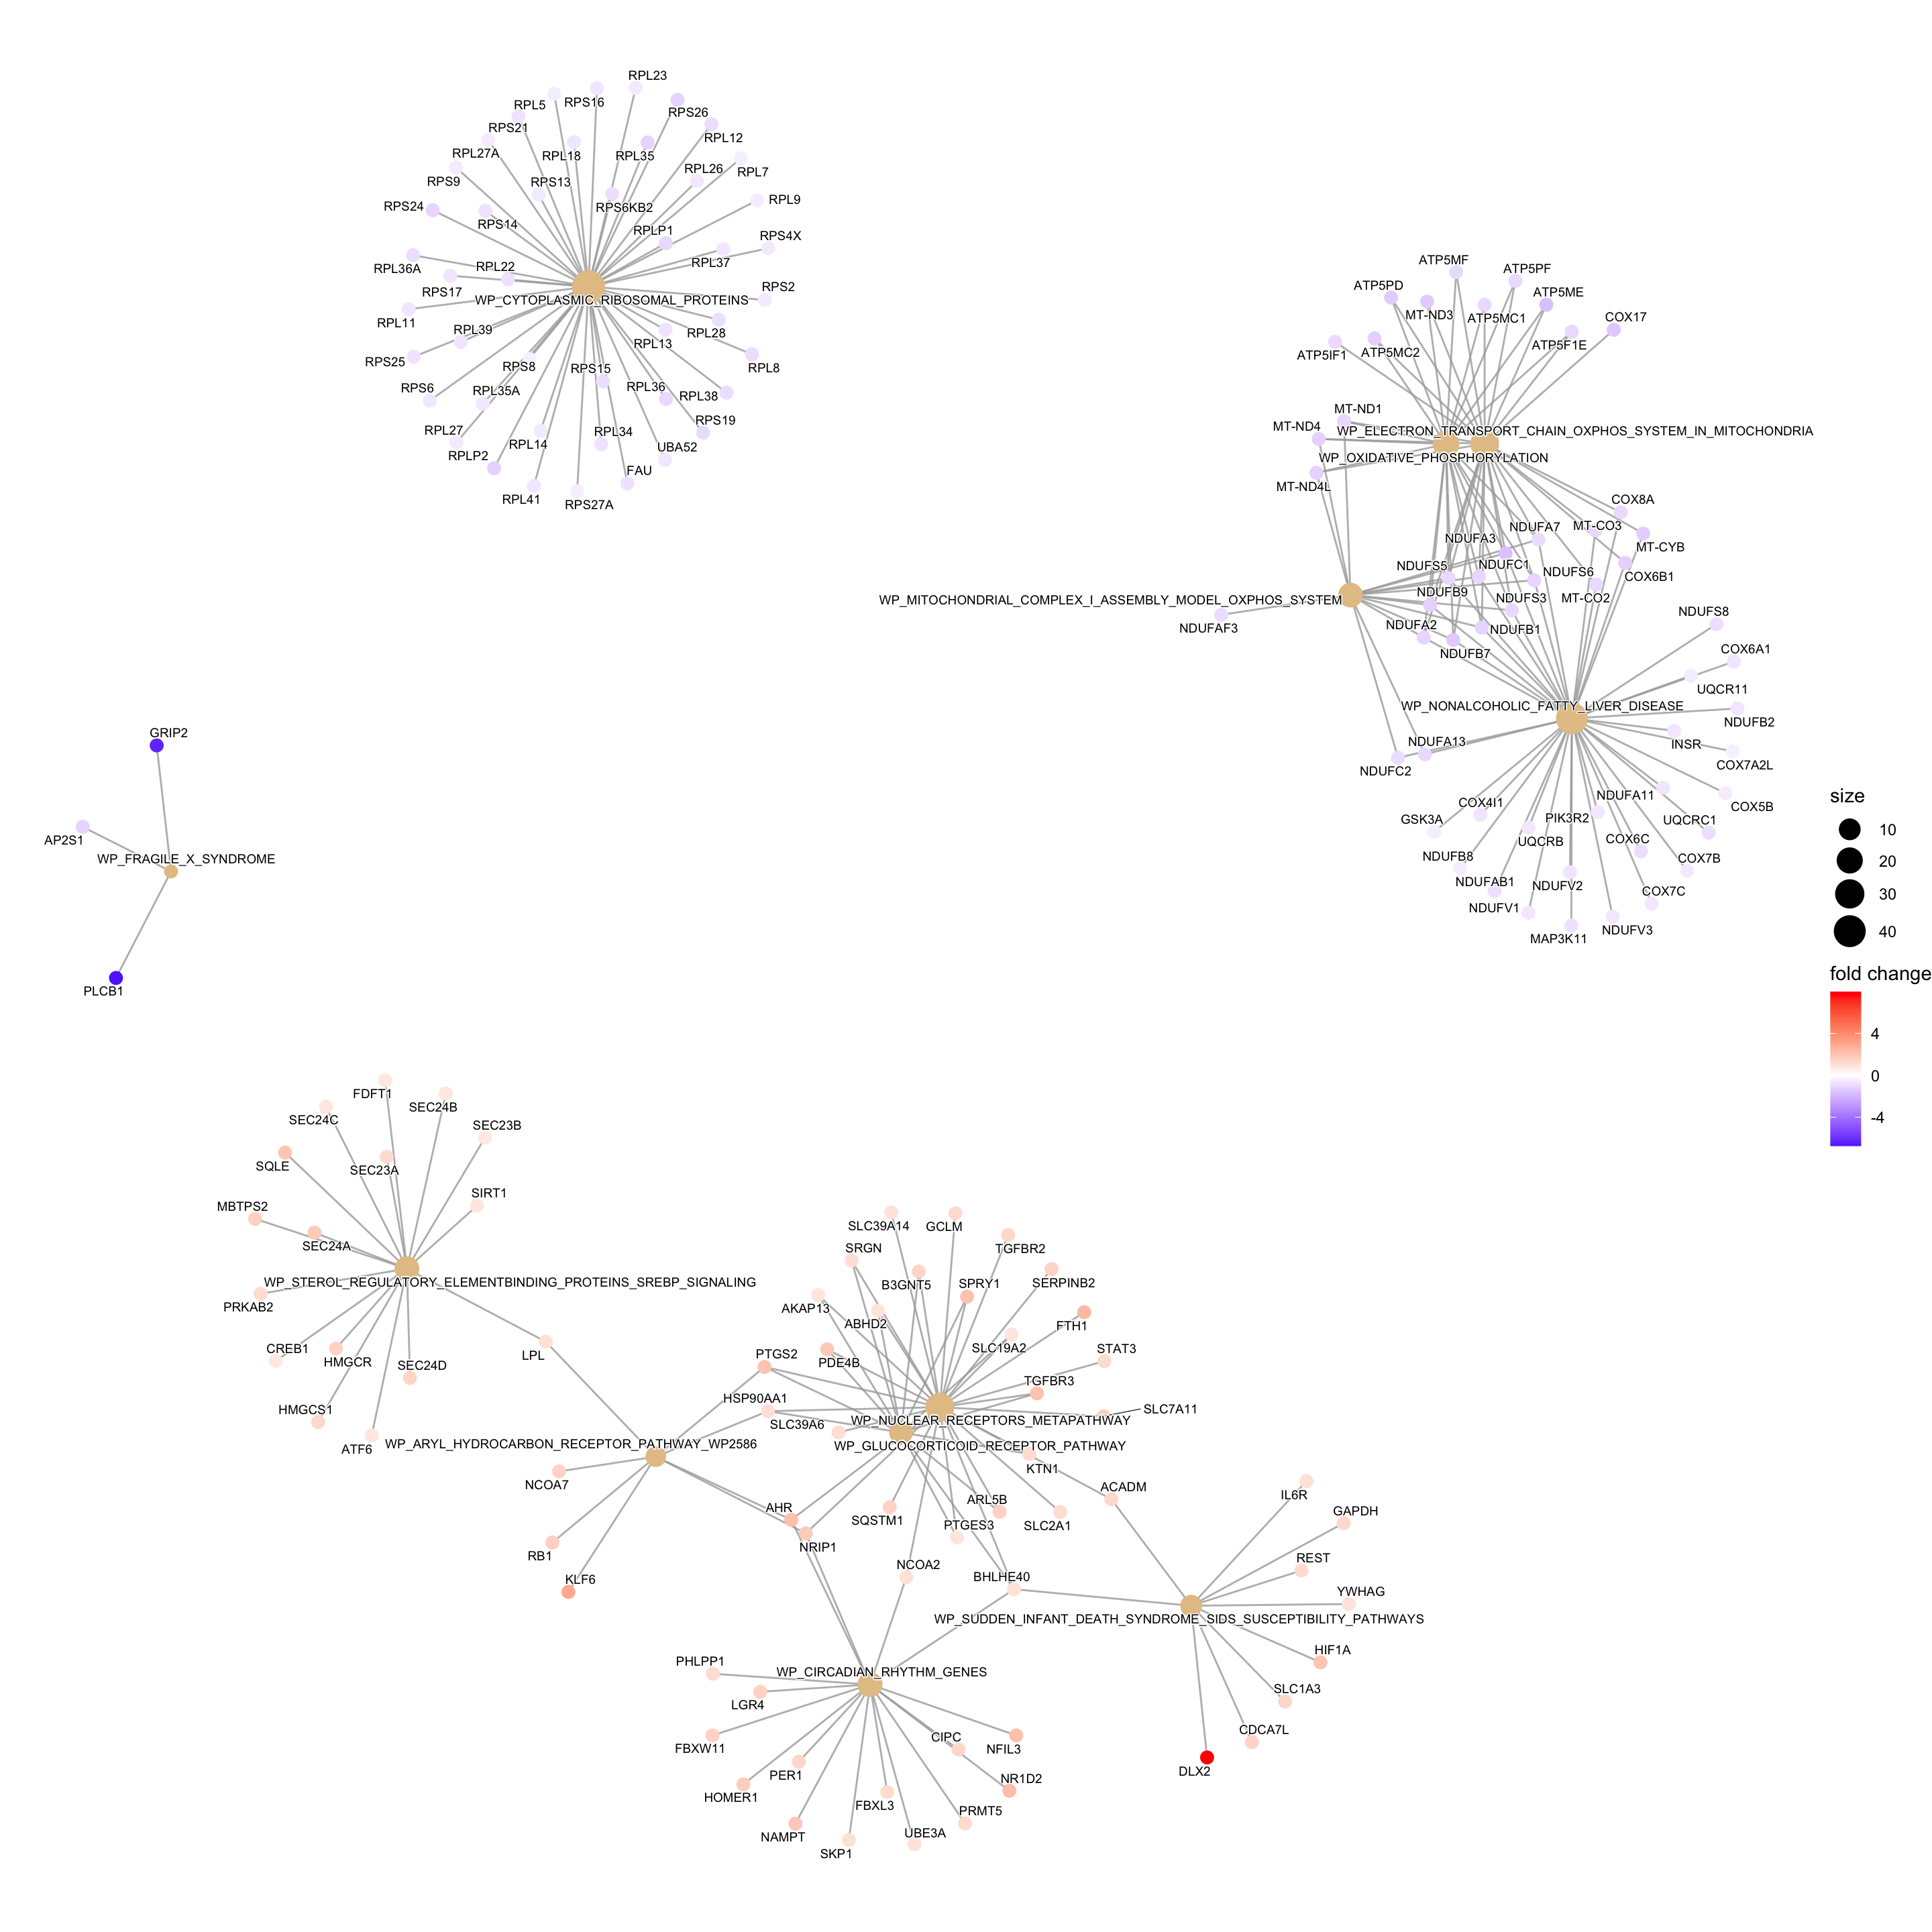 RPL23
RPL5
RPS16
RPS26
RPS21
RPL12
RPL27A
RPL18
RPL35
RPL26
RPL7
RPS9
RPS13
RPS6KB2
RPL9
RPS24
RPS14
RPLP1
RPS4X
RPL36A
RPL22
RPL37
RPS17
RPS2
WP_CYTOPLASMIC_RIBOSOMAL_PROTEINS
RPL11
RPL39
RPL28
RPL13
RPS25
RPS8
RPS15
RPL8
RPS6
RPL35A
RPL36
RPL38
RPS19
RPL27
RPL14
RPL34
UBA52
RPLP2
FAU
RPL41
RPS27A
ATP5MF
ATP5PF
ATP5PD
ATP5ME
MT-ND3
ATP5MC1
COX17
ATP5IF1
ATP5MC2
ATP5F1E
MT-ND1
MT-ND4
WP_ELECTRON_TRANSPORT_CHAIN_OXPHOS_SYSTEM_IN_MITOCHONDRIA
WP_OXIDATIVE_PHOSPHORYLATION
MT-ND4L
COX8A
NDUFA7
MT-CO3
NDUFA3
MT-CYB
NDUFS5
NDUFC1
NDUFS6
COX6B1
NDUFB9
NDUFS3
MT-CO2
WP_MITOCHONDRIAL_COMPLEX_I_ASSEMBLY_MODEL_OXPHOS_SYSTEM
NDUFAF3
NDUFA2
NDUFB1
NDUFS8
NDUFB7
COX6A1
UQCR11
WP_NONALCOHOLIC_FATTY_LIVER_DISEASE
NDUFB2
NDUFA13
INSR
NDUFC2
COX7A2L
NDUFA11
COX4I1
COX5B
GSK3A
PIK3R2
UQCRC1
UQCRB
COX6C
NDUFB8
COX7B
NDUFAB1
NDUFV2
COX7C
NDUFV1
NDUFV3
MAP3K11
GRIP2
AP2S1
WP_FRAGILE_X_SYNDROME
PLCB1
size
10
20
30
40
fold change
4
0
-4
FDFT1
SEC24B
SEC24C
SEC23B
SQLE
SEC23A
SIRT1
MBTPS2
SEC24A
WP_STEROL_REGULATORY_ELEMENTBINDING_PROTEINS_SREBP_SIGNALING
PRKAB2
CREB1
HMGCR
SEC24D
LPL
HMGCS1
ATF6
WP_ARYL_HYDROCARBON_RECEPTOR_PATHWAY_WP2586
NCOA7
RB1
KLF6
SLC39A14
GCLM
SRGN
TGFBR2
B3GNT5
SPRY1
SERPINB2
AKAP13
ABHD2
FTH1
PTGS2
PDE4B
SLC19A2
STAT3
TGFBR3
HSP90AA1
SLC7A11
SLC39A6
WP_NUCLEAR_RECEPTORS_METAPATHWAY
WP_GLUCOCORTICOID_RECEPTOR_PATHWAY
KTN1
ACADM
AHR
SQSTM1
ARL5B
PTGES3
SLC2A1
NRIP1
NCOA2
BHLHE40
IL6R
GAPDH
REST
YWHAG
WP_SUDDEN_INFANT_DEATH_SYNDROME_SIDS_SUSCEPTIBILITY_PATHWAYS
HIF1A
SLC1A3
CDCA7L
DLX2
PHLPP1
WP_CIRCADIAN_RHYTHM_GENES
LGR4
FBXW11
CIPC
NFIL3
PER1
HOMER1
NR1D2
FBXL3
PRMT5
NAMPT
UBE3A
SKP1